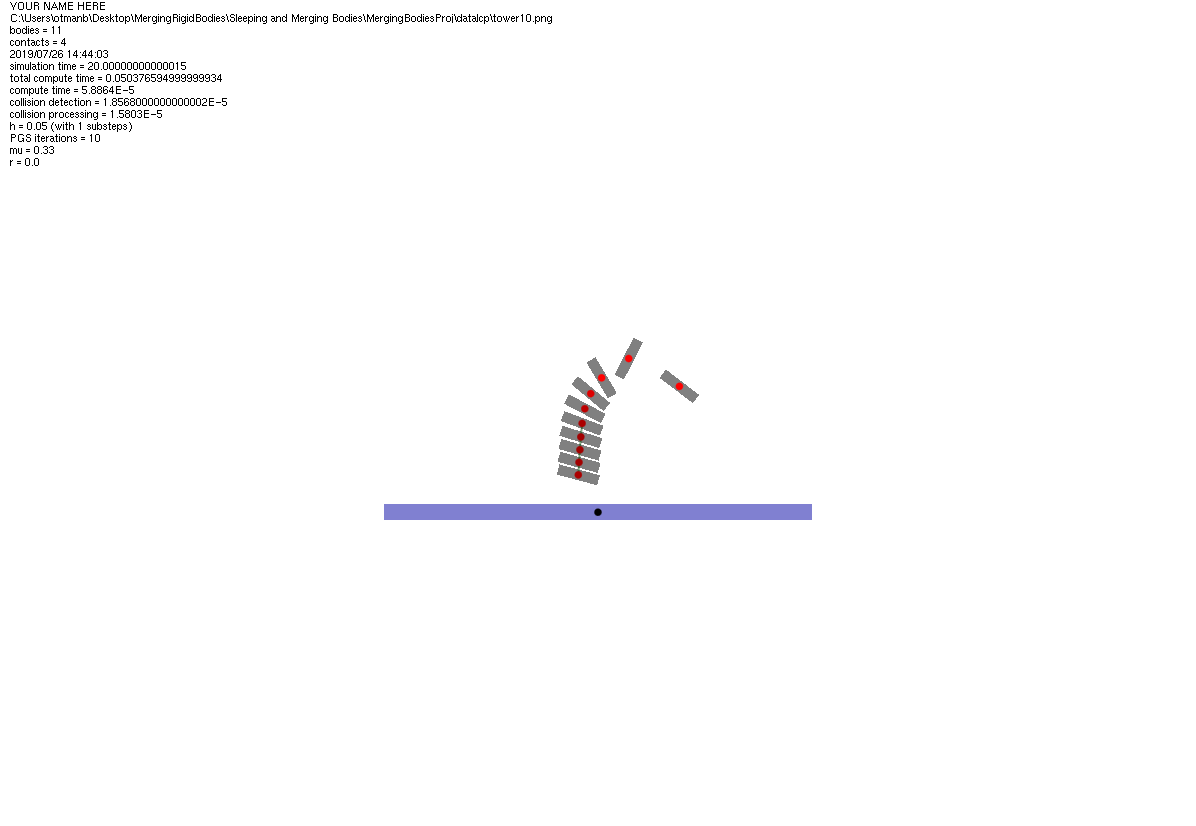 YOUR NAME HERE
C:\Users\otmanb\Desktop\MergingRigidBodies\Sleeping and Merging Bodies\MergingBodiesProj\datalcp\tower10.png
bodies = 11
contacts = 4
2019/07/26 14:44:03
simulation time = 20.00000000000015
total compute time = 0.050376594999999934
compute time = 5.8864E-5
collision detection = 1.8568000000000002E-5
collision processing = 1.5803E-5
h = 0.05 (with 1 substeps)
PGS iterations = 10
mu = 0.33
r = 0.0